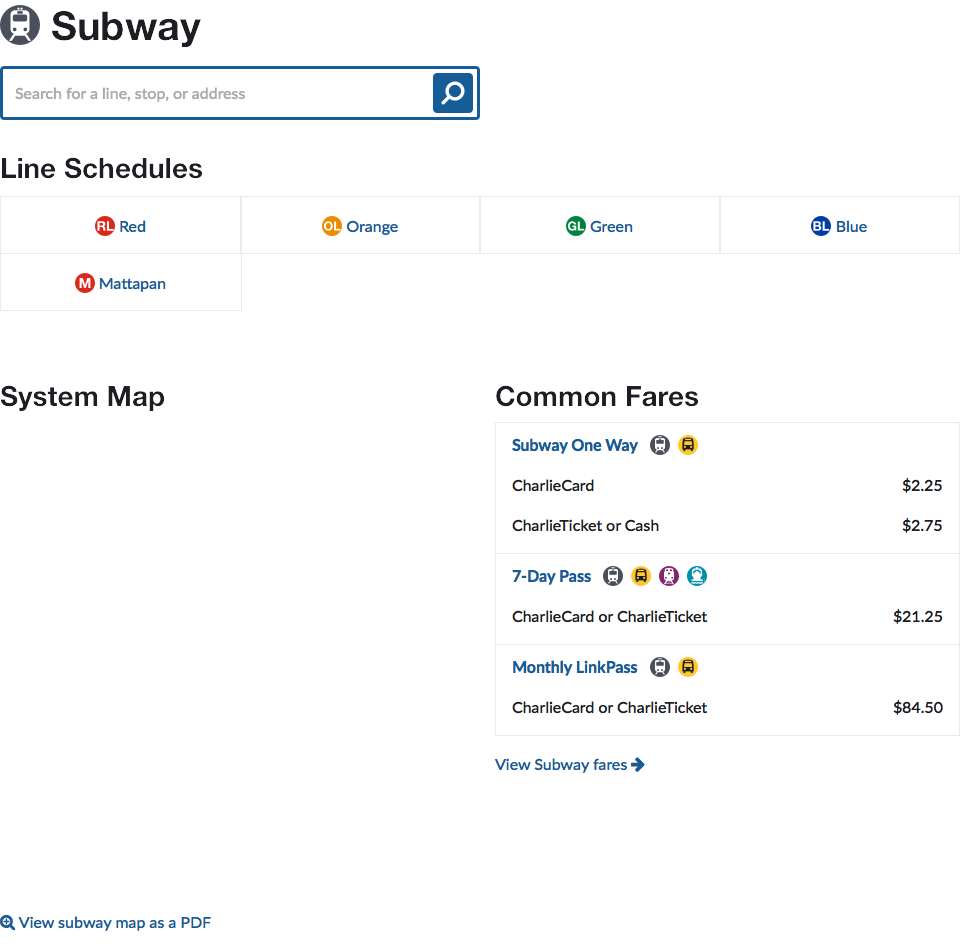 Subway
Search for a line, stop, or address
Line Schedules
RL Red
OL Orange
GL Green
BL Blue
M Mattapan
System Map
Common Fares
Subway One Way
CharlieCard $2.25
CharlieTicket or Cash $2.75
7-Day Pass
CharlieCard or CharlieTicket $21.25
Monthly LinkPass
CharlieCard or CharlieTicket $84.50
View Subway fares
View subway map as a PDF